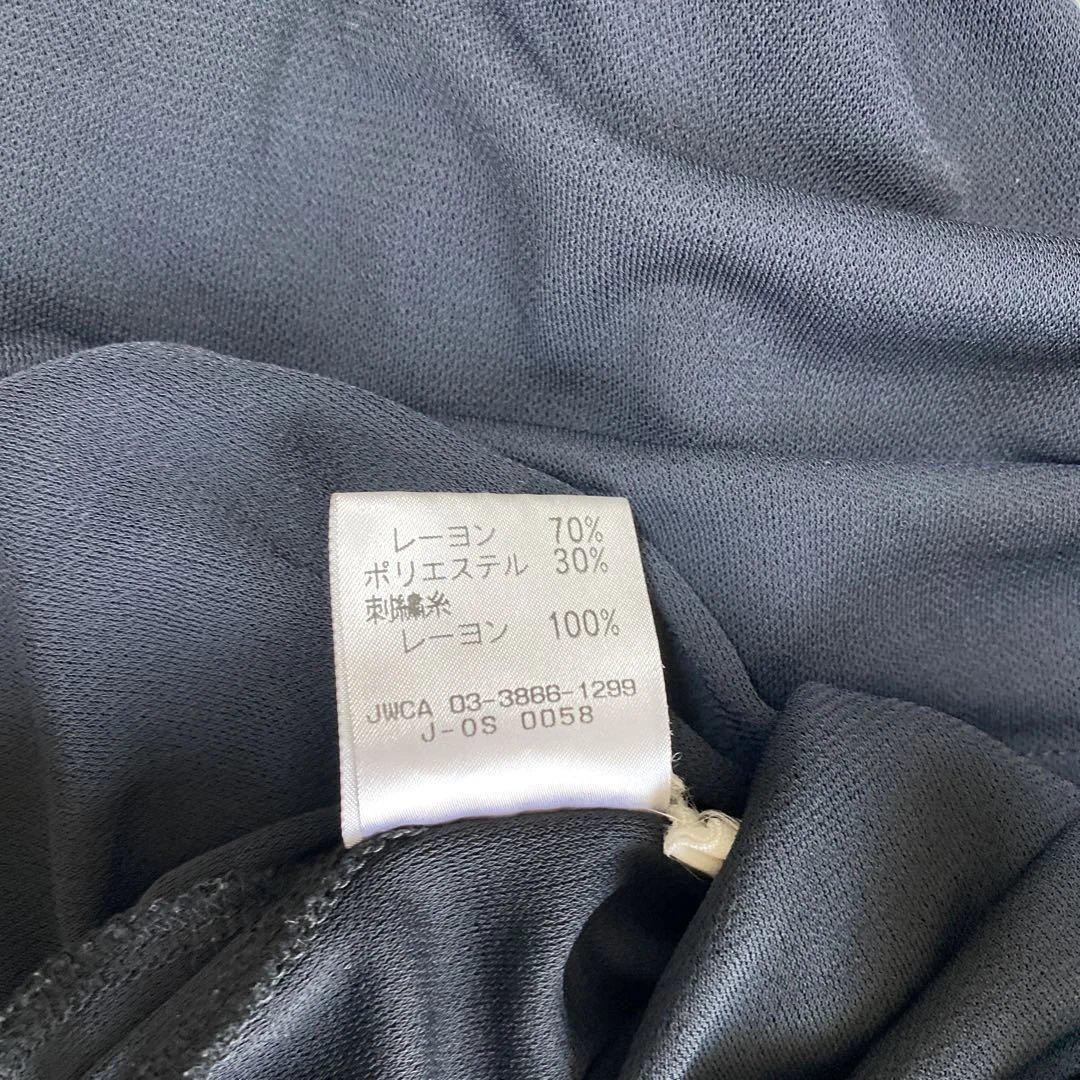 レーヨン 70%
ポリエステル 30%
刺繍糸
レーヨン 100%
JWCA 03-3866-1299
J-0S 0058